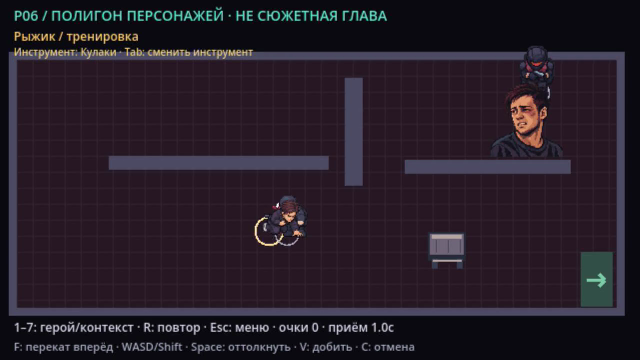 P06 / ПОЛИГОН ПЕРСОНАЖЕЙ · НЕ СЮЖЕТНАЯ ГЛАВА
Рыжик / тренировка
Инструмент: Кулаки · Tab: сменить инструмент
→
1–7: герой/контекст · R: повтор · Esc: меню · очки 0 · приём 1.0с
F: перекат вперёд · WASD/Shift · Space: оттолкнуть · V: добить · C: отмена